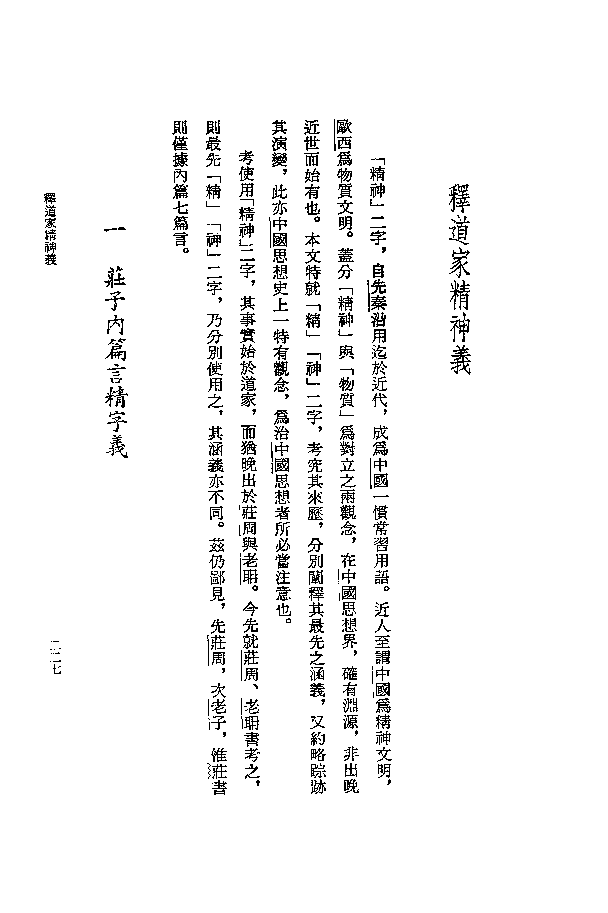 釋道家精神義
「精神」二字，自先秦沿用迄於近代，成爲中國一慣常習用語。近人至謂中國爲精神文明，
歐西爲物質文明。蓋分「精神」與「物質」爲對立之兩觀念，在中國思想界，確有淵源，非出晚
近世而始有也。本文特就「精」「神」二字，考究其來歷，分別闡釋其最先之涵義，又約略踪跡
其演變，此亦中國思想史上一特有觀念，爲治中國思想者所必當注意也。
考使用「精神」二字，其事實始於道家，而猶晚出於莊周與老聃。今先就莊周、老聃書考之，
則最先「精」「神」二字，乃分別使用之，其涵義亦不同。茲仍鄙見，先莊周，次老子，惟莊書
則僅據內篇七篇言。
一　莊子內篇言精字義
釋道家精神義
二二七